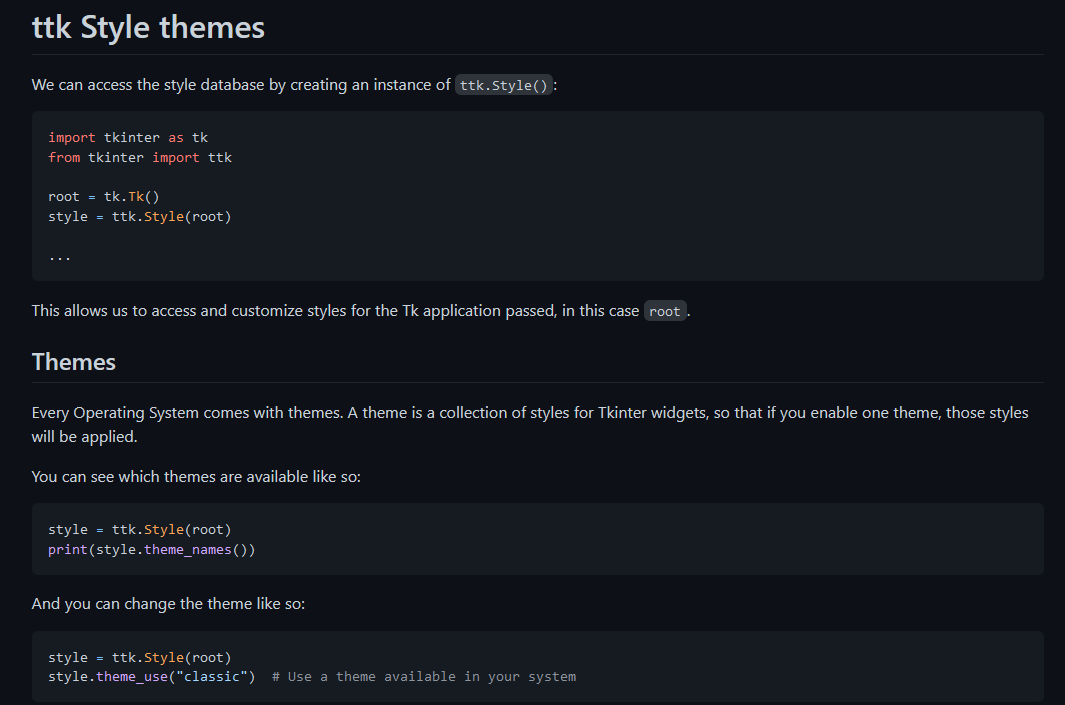 ttk Style themes
We can access the style database by creating an instance of ttk.Style():
import tkinter as tk
from tkinter import ttk
root = tk.Tk()
style = ttk.Style(root)
...
This allows us to access and customize styles for the Tk application passed, in this case root.
Themes
Every Operating System comes with themes. A theme is a collection of styles for Tkinter widgets, so that if you enable one theme, those styles
will be applied.
You can see which themes are available like so:
style = ttk.Style(root)
print(style.theme_names())
And you can change the theme like so:
style = ttk.Style(root)
style.theme_use("classic")  # Use a theme available in your system